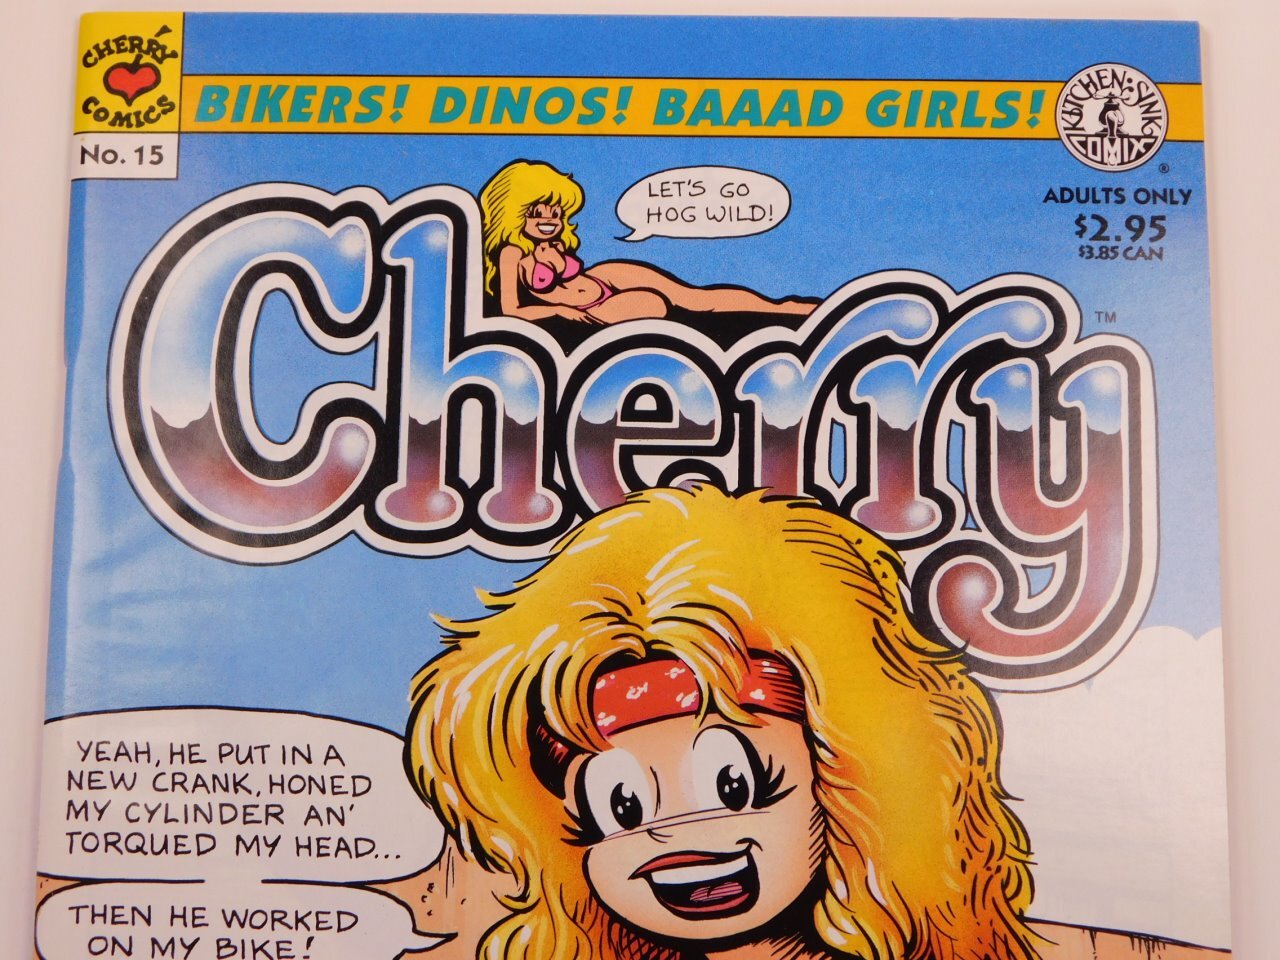 CHERRY
COMICS
No. 15
BIKERS! DINOS! BAAAD GIRLS!
KITCHEN SINK
COMIX
®
ADULTS ONLY
$2.95
$3.85 CAN
LET'S GO
HOG WILD!
Cherry
TM
YEAH, HE PUT IN A
NEW CRANK, HONED
MY CYLINDER AN'
TORQUED MY HEAD...
THEN HE WORKED
ON MY BIKE!